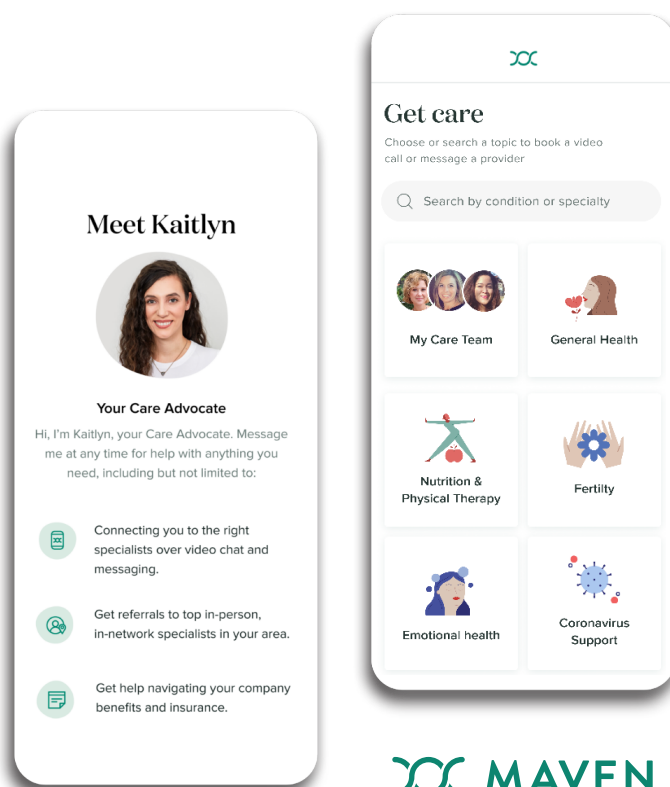 Meet Kaitlyn
Your Care Advocate
Hi, I'm Kaitlyn, your Care Advocate. Message
me at any time for help with anything you
need, including but not limited to:
Connecting you to the right
specialists over video chat and
messaging.
Get referrals to top in-person,
in-network specialists in your area.
Get help navigating your company
benefits and insurance.
Get care
Choose or search a topic to book a video
call or message a provider
Search by condition or specialty
My Care Team
General Health
Nutrition &
Physical Therapy
Fertilty
Emotional health
Coronavirus
Support
MAVEN